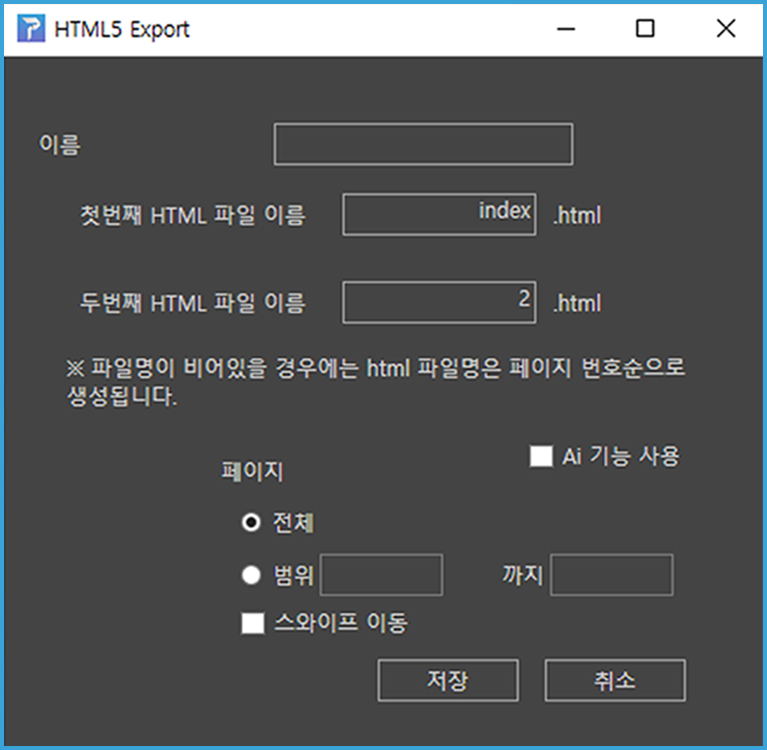 HTML5 Export
이름
첫번째 HTML 파일 이름 index .html
두번째 HTML 파일 이름 2 .html
※ 파일명이 비어있을 경우에는 html 파일명은 페이지 번호순으로
생성됩니다.
Ai 기능 사용
페이지
전체
범위 까지
스와이프 이동
저장 취소